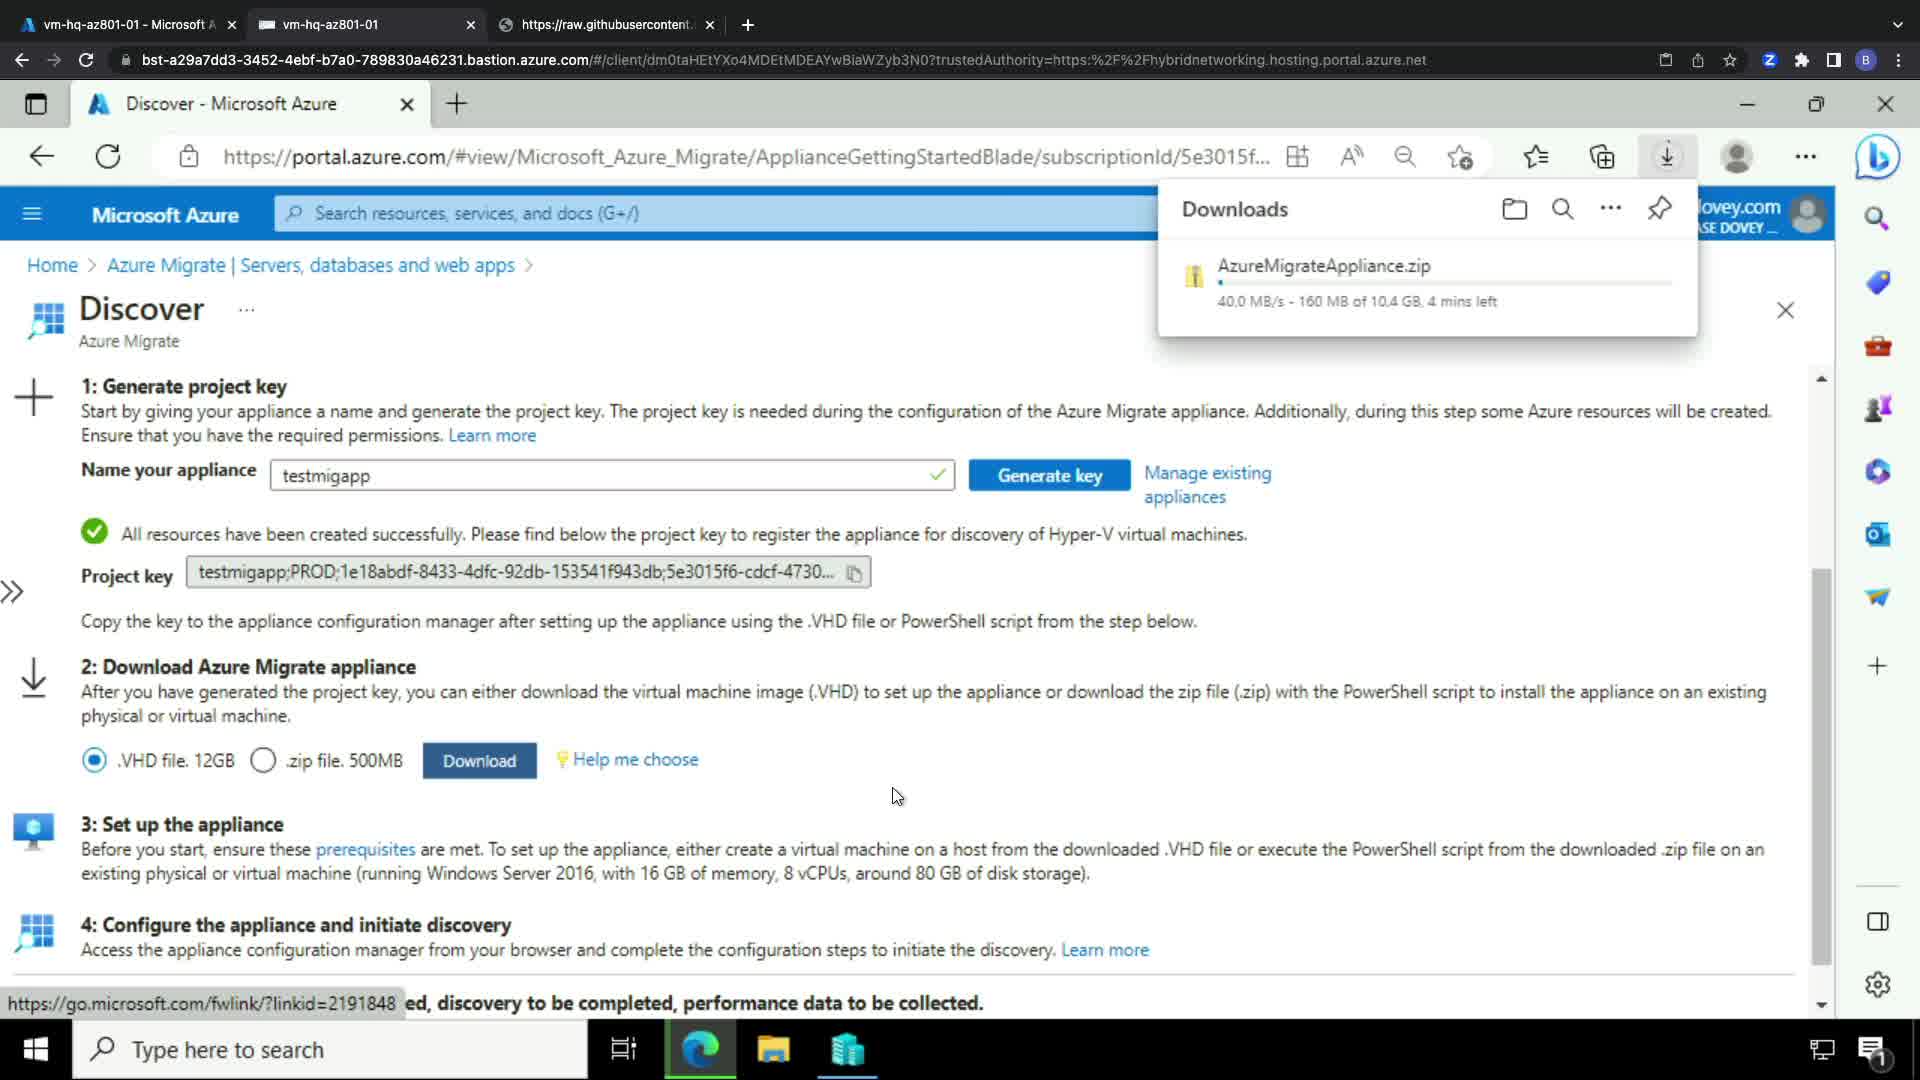 vm-hq-az801-01 - Microsoft A
vm-hq-az801-01
https://raw.githubusercontent.
bst-a29a7dd3-3452-4ebf-b7a0-789830a46231.bastion.azure.com/#/client/dm0taHEtYXo4MDEtMDEAYwBiaWZyb3N0?trustedAuthority=https:%2F%2Fhybridnetworking.hosting.portal.azure.net
B
Discover - Microsoft Azure
https://portal.azure.com/#view/Microsoft_Azure_Migrate/ApplianceGettingStartedBlade/subscriptionId/5e3015f...
Microsoft Azure
Search resources, services, and docs (G+/)
lovey.com
ASE DOVEY ...
Downloads
AzureMigrateAppliance.zip
40.0 MB/s - 160 MB of 10.4 GB, 4 mins left
Home > Azure Migrate | Servers, databases and web apps >
Discover ...
Azure Migrate
1: Generate project key
Start by giving your appliance a name and generate the project key. The project key is needed during the configuration of the Azure Migrate appliance. Additionally, during this step some Azure resources will be created.
Ensure that you have the required permissions. Learn more
Name your appliance
testmigapp
Generate key
Manage existing
appliances
All resources have been created successfully. Please find below the project key to register the appliance for discovery of Hyper-V virtual machines.
Project key
testmigapp;PROD;1e18abdf-8433-4dfc-92db-153541f943db;5e3015f6-cdcf-4730...
Copy the key to the appliance configuration manager after setting up the appliance using the .VHD file or PowerShell script from the step below.
2: Download Azure Migrate appliance
After you have generated the project key, you can either download the virtual machine image (.VHD) to set up the appliance or download the zip file (.zip) with the PowerShell script to install the appliance on an existing
physical or virtual machine.
.VHD file. 12GB
.zip file. 500MB
Download
Help me choose
3: Set up the appliance
Before you start, ensure these prerequisites are met. To set up the appliance, either create a virtual machine on a host from the downloaded .VHD file or execute the PowerShell script from the downloaded .zip file on an
existing physical or virtual machine (running Windows Server 2016, with 16 GB of memory, 8 vCPUs, around 80 GB of disk storage).
4: Configure the appliance and initiate discovery
Access the appliance configuration manager from your browser and complete the configuration steps to initiate the discovery. Learn more
https://go.microsoft.com/fwlink/?linkid=2191848
ed, discovery to be completed, performance data to be collected.
Type here to search
1